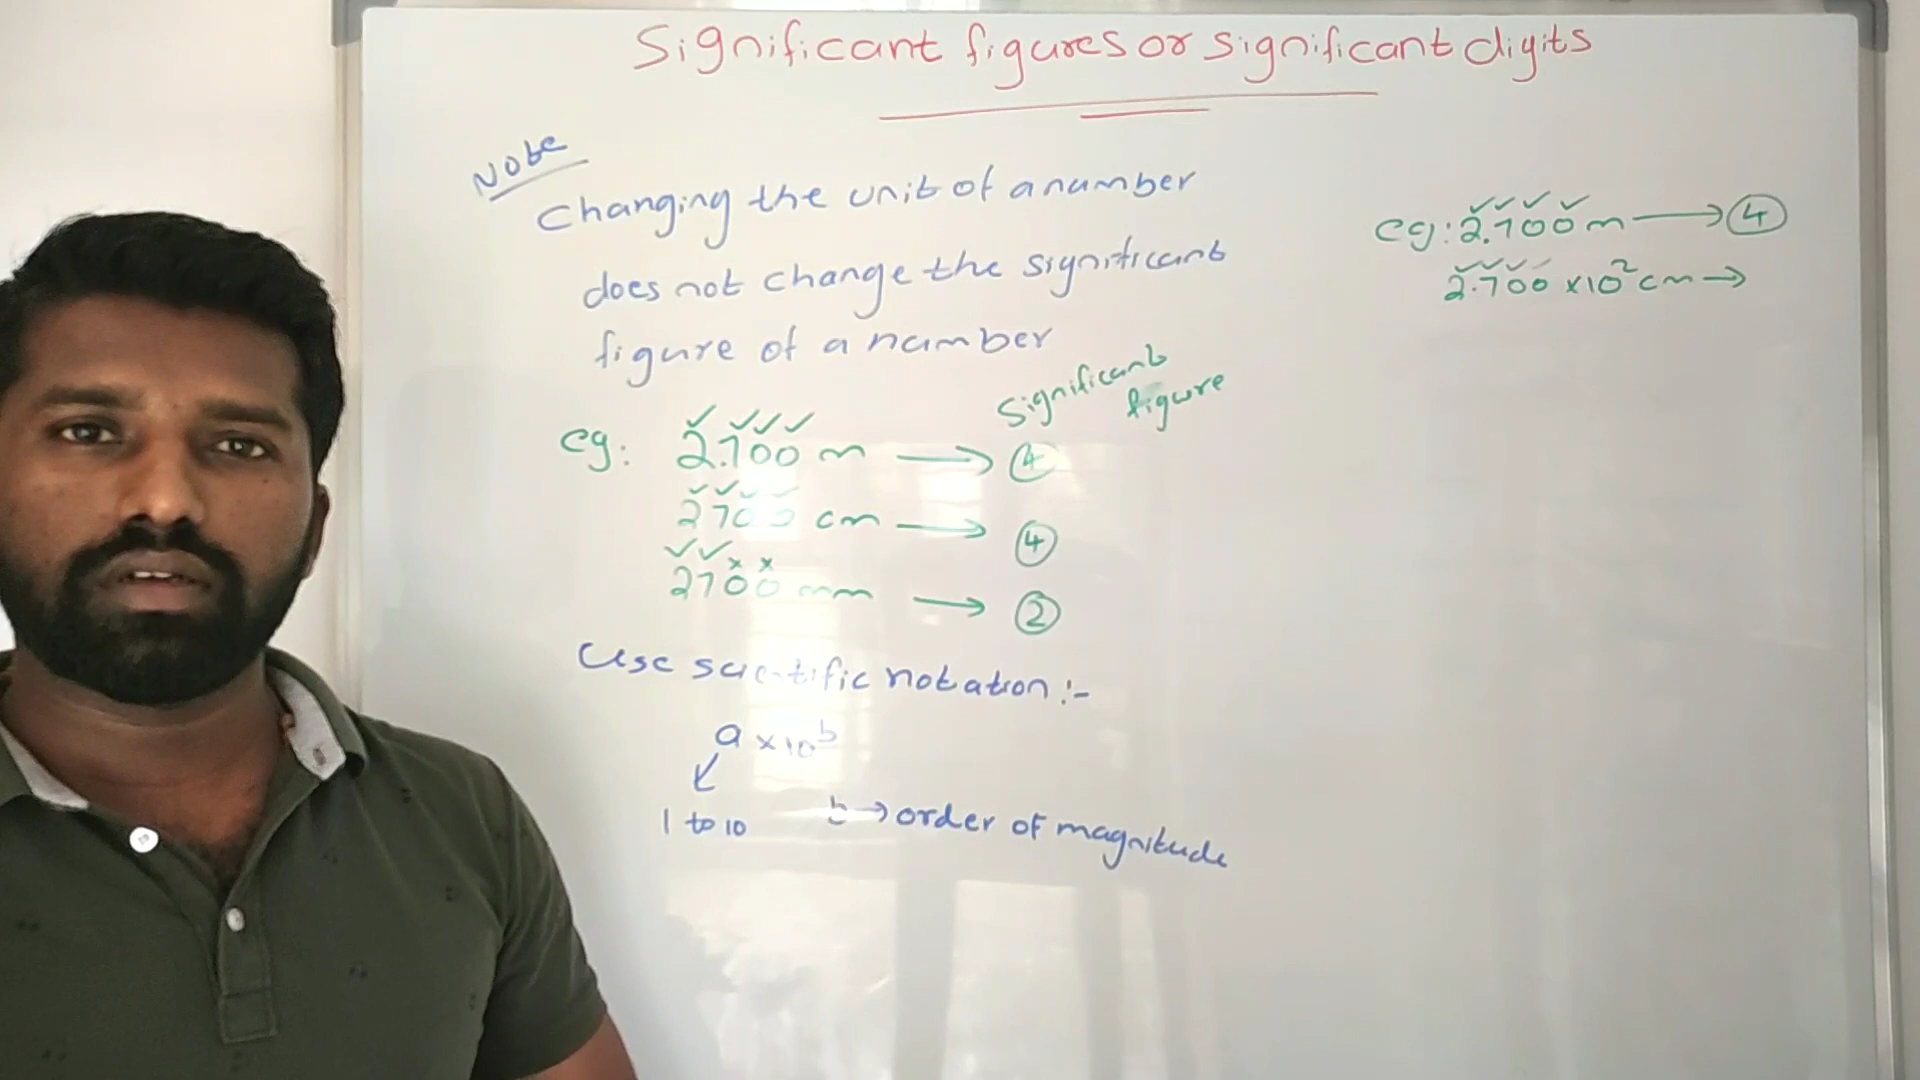 Significant figures or significant digits
Note
Changing the unit of a number
does not change the significant
figure of a number
Significant
figure
eg: 2.700 m → 4
2700 cm → 4
2700 mm → 2
Use scientific notation :-
a × 10^b
1 to 10 b → order of magnitude
eg: 2.700 m → 4
2.700 × 10² cm →